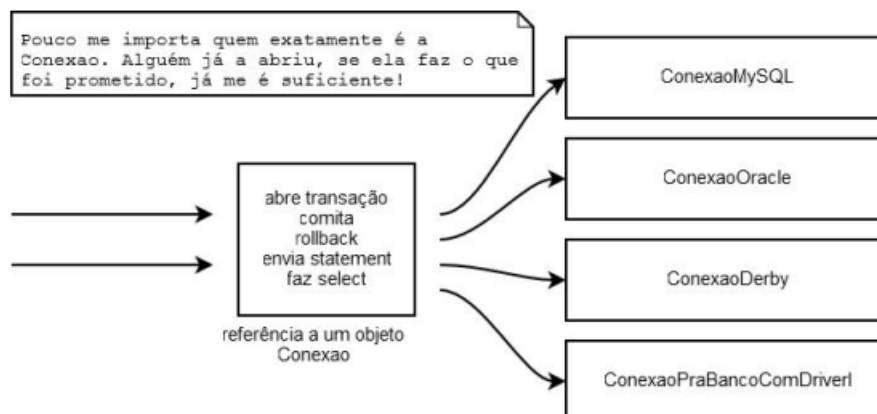 Pouco me importa quem exatamente é a
Conexao. Alguém já a abriu, se ela faz o que
foi prometido, já me é suficiente!
ConexaoMySQL
ConexaoOracle
abre transação
comita
rollback
envia statement
faz select
referência a um objeto
Conexao
ConexaoDerby
ConexaoPraBancoComDriverI